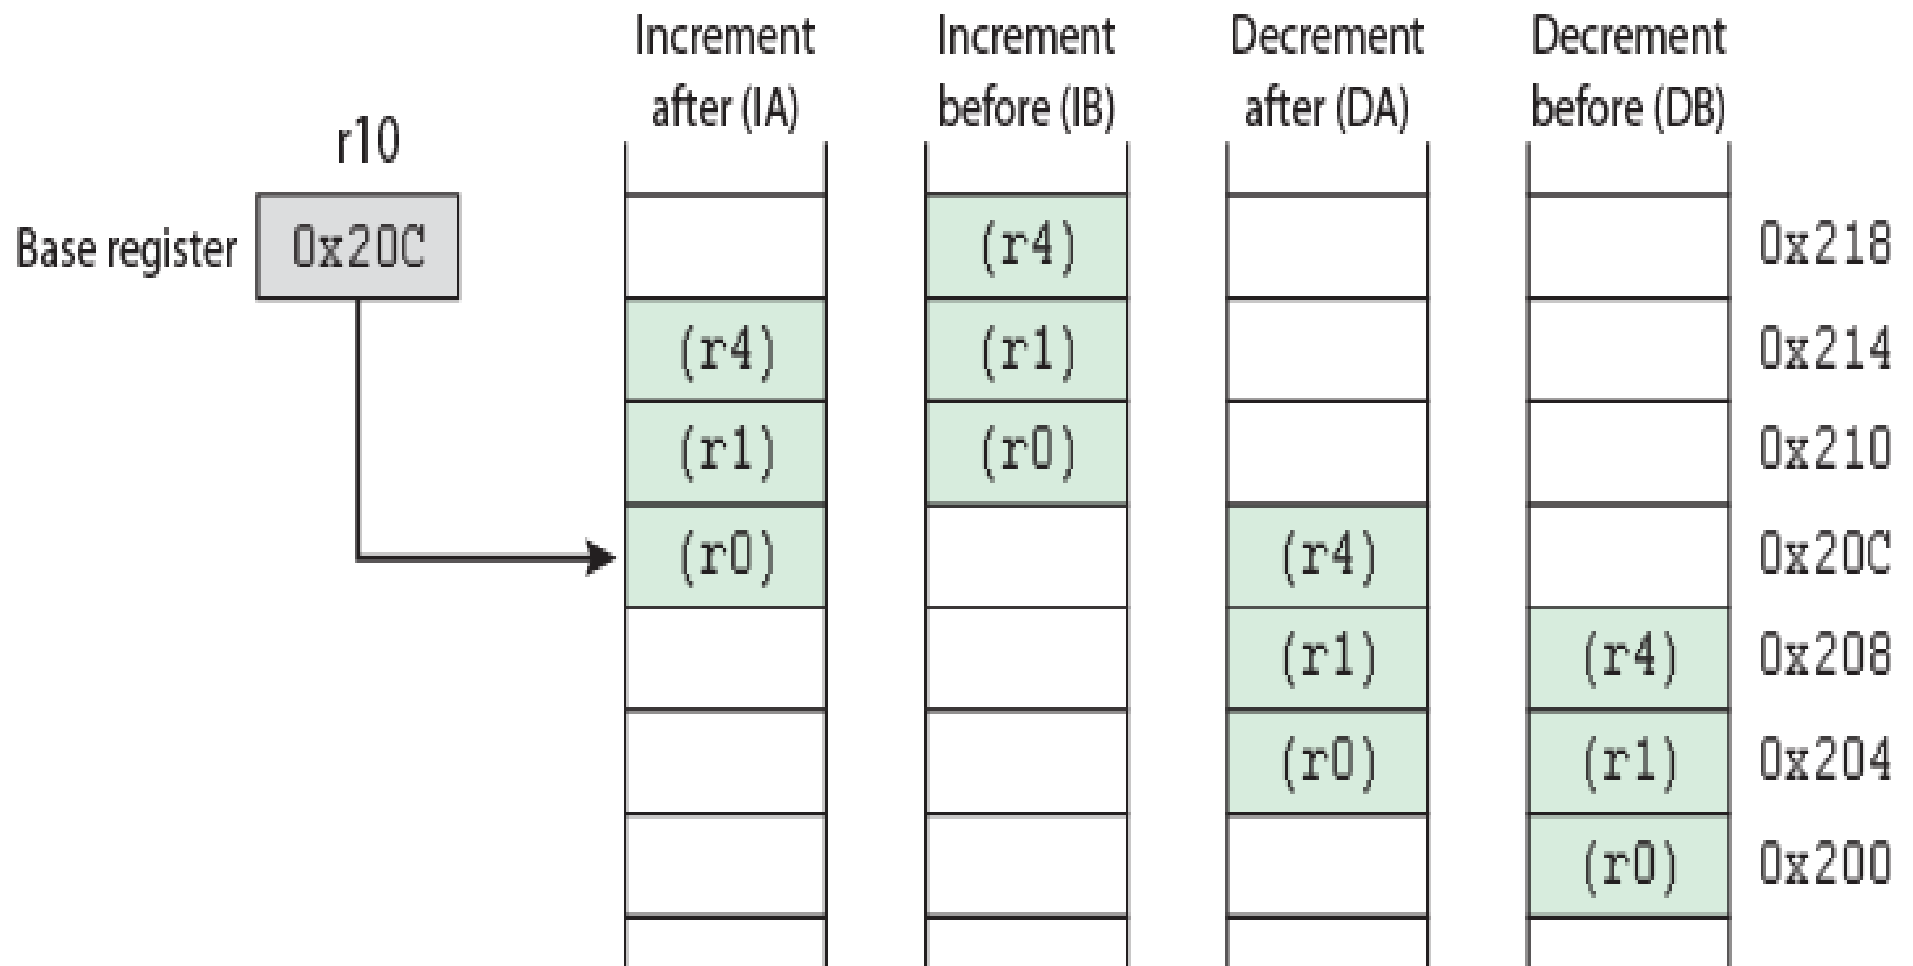 Increment Increment Decrement Decrement
after (IA) before (IB) after (DA) before (DB)
r10
Base register 0x20C (r4) 0x218
(r4) (r1) 0x214
(r1) (r0) 0x210
(r0) (r4) 0x20C
(r1) (r4) 0x208
(r0) (r1) 0x204
(r0) 0x200